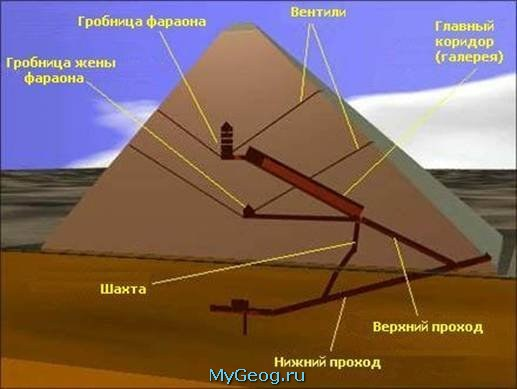 Гробница фараона
Вентили
Главный
коридор
(галерея)
Гробница жены
фараона
Шахта
Верхний проход
Нижний проход
MyGeog.ru